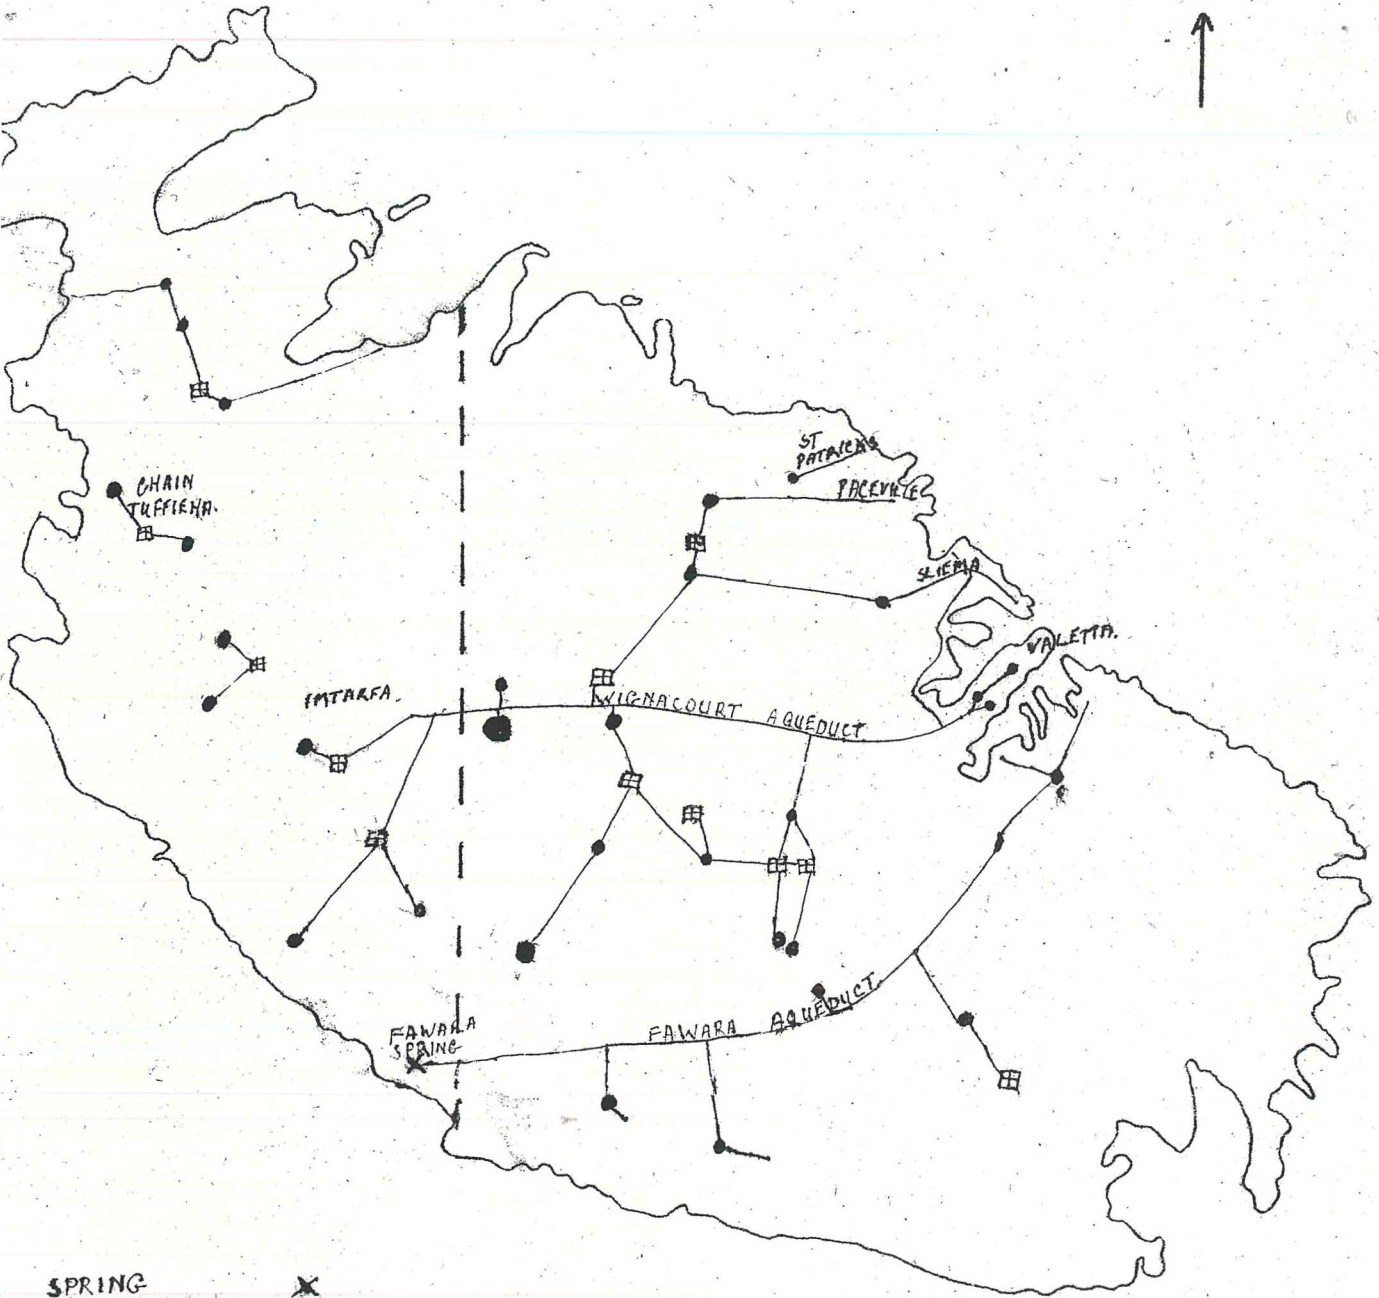 ST
PATRICKS
PACEVILLE
GHAIN
TUFFIEHA.
SLIEMA
VALETTA.
IMTARFA.
WIGNACOURT AQUEDUCT
FAWARA
SPRING
FAWARA AQUEDUCT.
SPRING